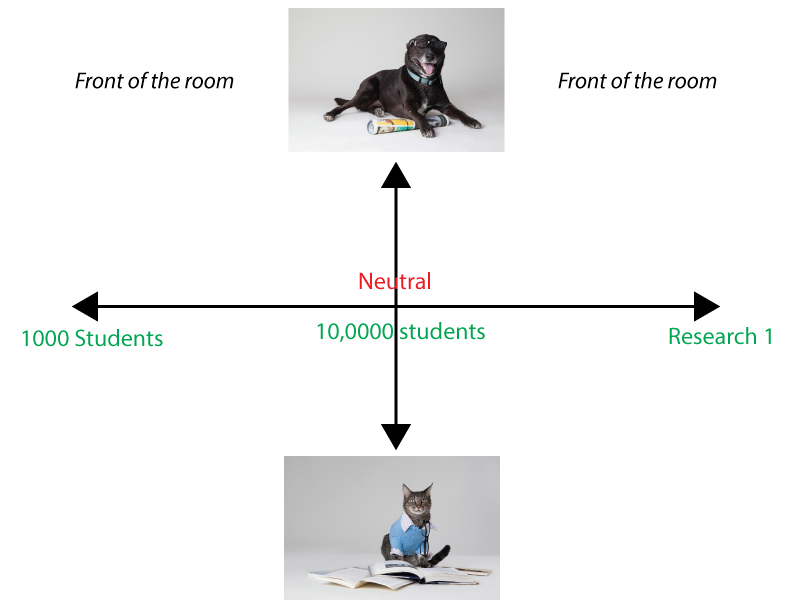 Front of the room
Front of the room
Neutral
10,0000 students
1000 Students
Research 1